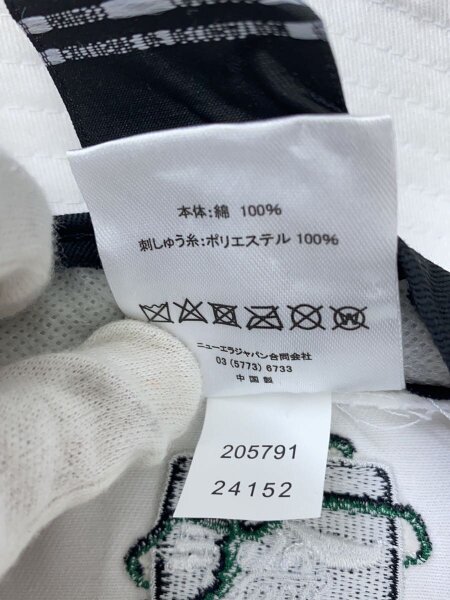 本体:綿 100%
刺しゅう糸:ポリエステル 100%
ニューエラジャパン合同会社
03 (5773) 6733
中国製
205791
24152